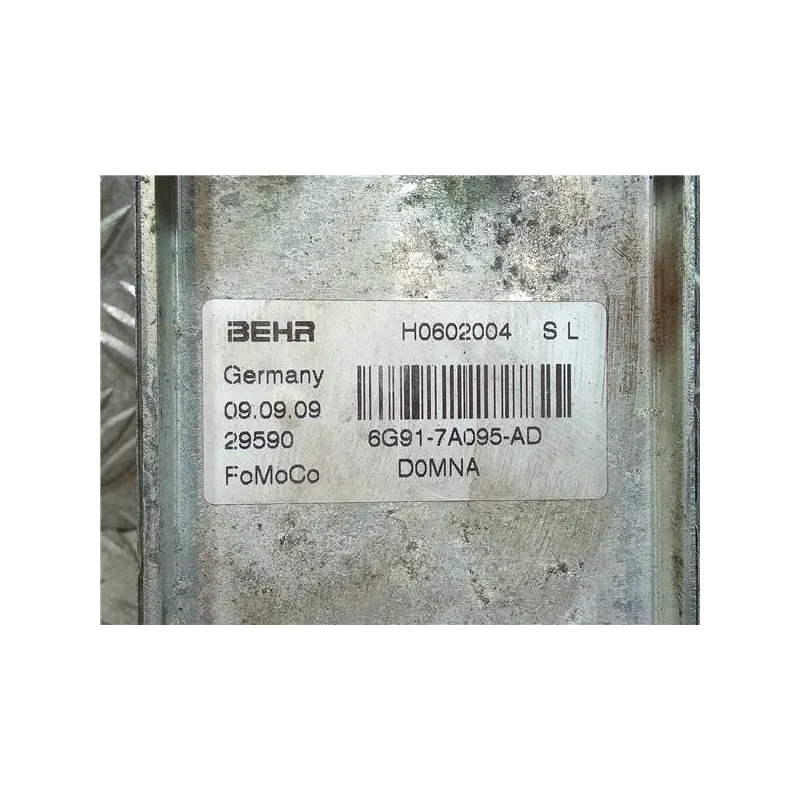 BEHR H0602004 S L
Germany
09.09.09
29590 6G91-7A095-AD
FoMoCo D0MNA